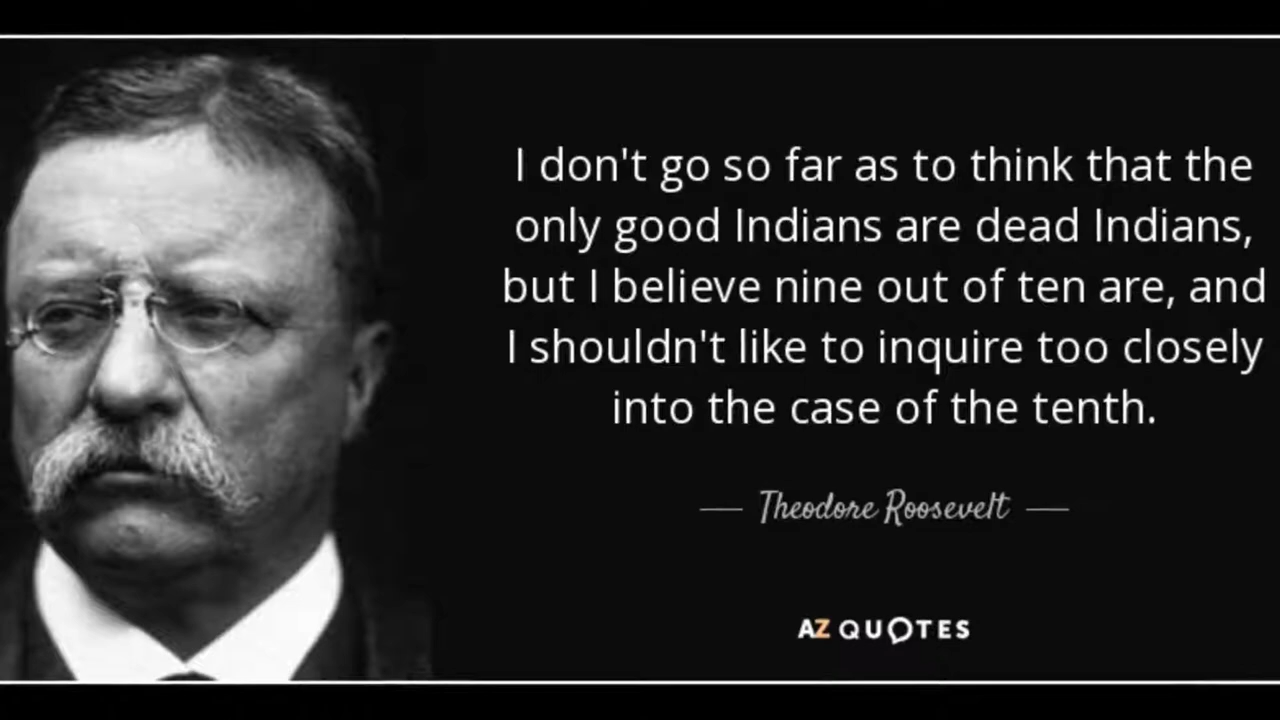 I don't go so far as to think that the
only good Indians are dead Indians,
but I believe nine out of ten are, and
I shouldn't like to inquire too closely
into the case of the tenth.
Theodore Roosevelt
AZ QUOTES